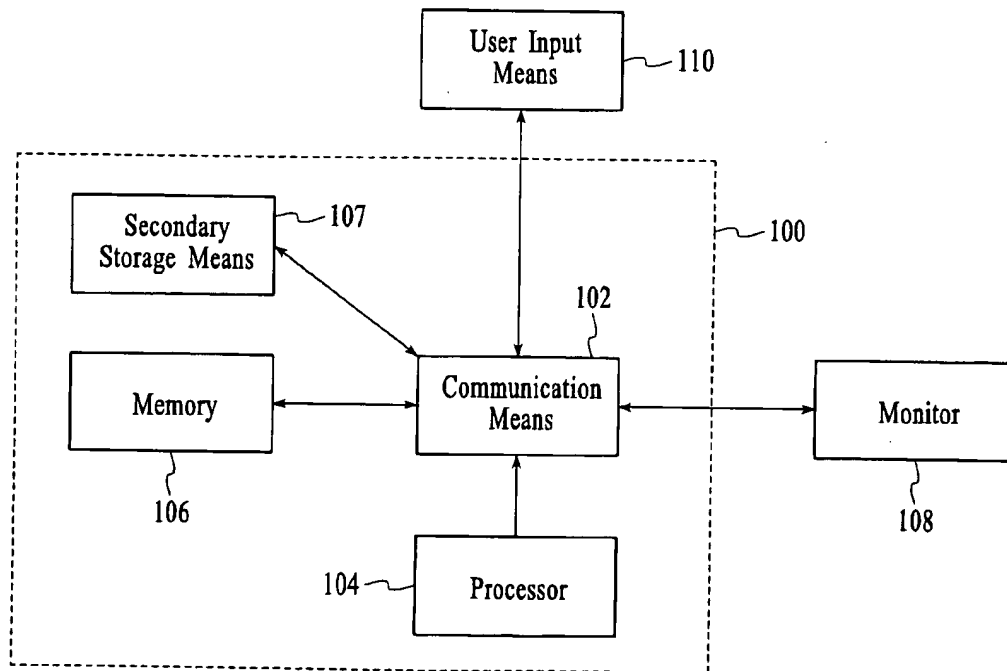 User Input
Means
110
Secondary
Storage Means
107
100
102
Memory
106
Communication
Means
Monitor
108
104
Processor